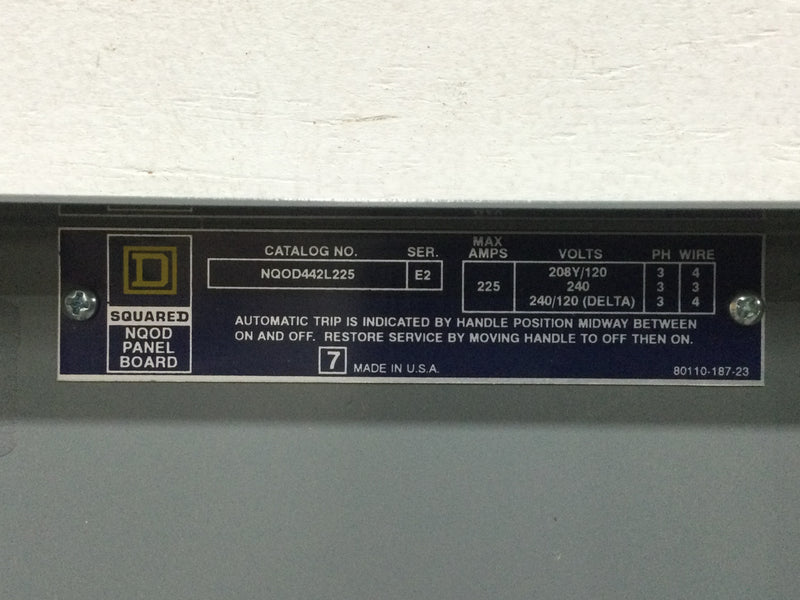 D
SQUARE D
NQOD
PANEL
BOARD
CATALOG NO. SER.
NQOD442L225 E2
MAX
AMPS VOLTS PH WIRE
208Y/120 3 4
225 240 3 3
240/120 (DELTA) 3 4
AUTOMATIC TRIP IS INDICATED BY HANDLE POSITION MIDWAY BETWEEN
ON AND OFF. RESTORE SERVICE BY MOVING HANDLE TO OFF THEN ON.
7 MADE IN U.S.A. 80110-187-23